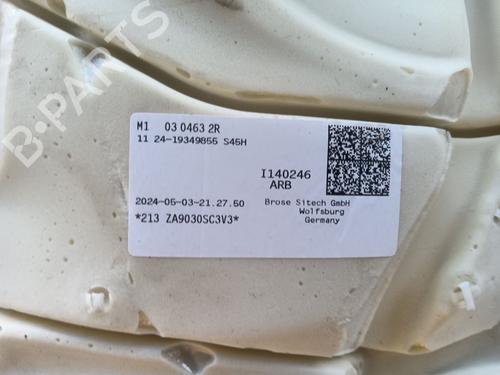 B-PARTS
M1 03 0463 2R
11 24-19349855 S45H
I140246
ARB
2024-05-03-21.27.50
Brose Sitech GmbH
Wolfsburg
Germany
*213 ZA9030SC3V3*